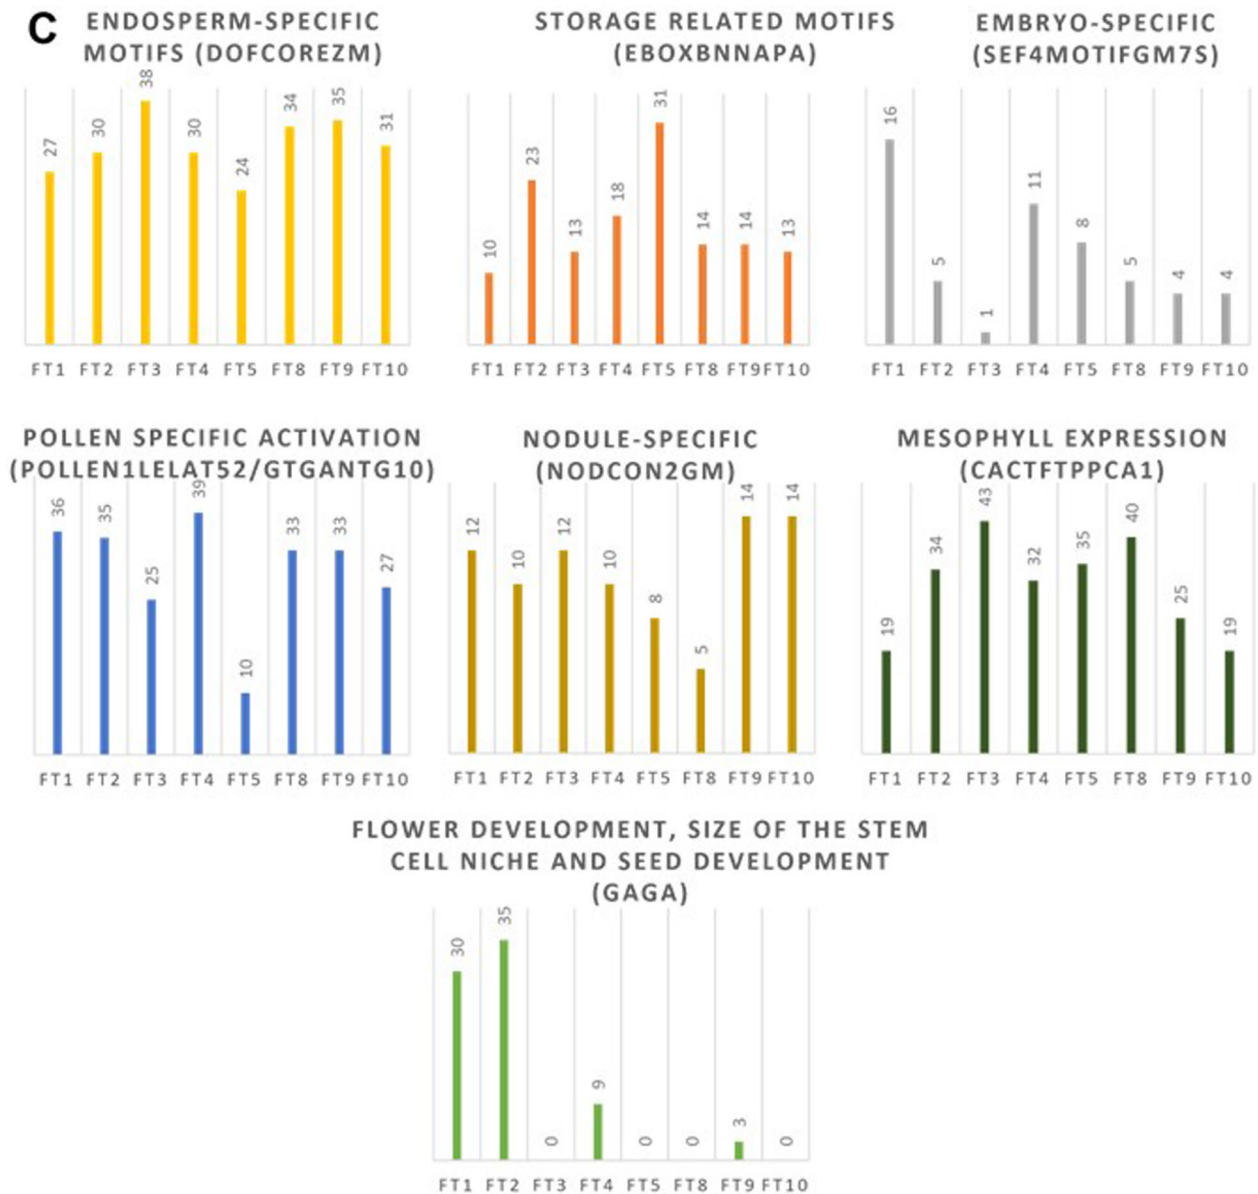 C
ENDOSPERM-SPECIFIC
MOTIFS (DOFCOREZM)
27 30 38 30 24 34 35 31
FT1 FT2 FT3 FT4 FT5 FT8 FT9 FT10
STORAGE RELATED MOTIFS
(EBOXBNNAPA)
10 23 13 18 31 14 14 13
FT1 FT2 FT3 FT4 FT5 FT8 FT9 FT10
EMBRYO-SPECIFIC
(SEF4MOTIFGM7S)
16 5 1 11 8 5 4 4
FT1 FT2 FT3 FT4 FT5 FT8 FT9 FT10
POLLEN SPECIFIC ACTIVATION
(POLLEN1LELAT52/GTGANTG10)
36 35 25 39 10 33 33 27
FT1 FT2 FT3 FT4 FT5 FT8 FT9 FT10
NODULE-SPECIFIC
(NODCON2GM)
12 10 12 10 8 5 14 14
FT1 FT2 FT3 FT4 FT5 FT8 FT9 FT10
MESOPHYLL EXPRESSION
(CACTFTPPCA1)
19 34 43 32 35 40 25 19
FT1 FT2 FT3 FT4 FT5 FT8 FT9 FT10
FLOWER DEVELOPMENT, SIZE OF THE STEM
CELL NICHE AND SEED DEVELOPMENT
(GAGA)
30 35 0 9 0 0 3 0
FT1 FT2 FT3 FT4 FT5 FT8 FT9 FT10